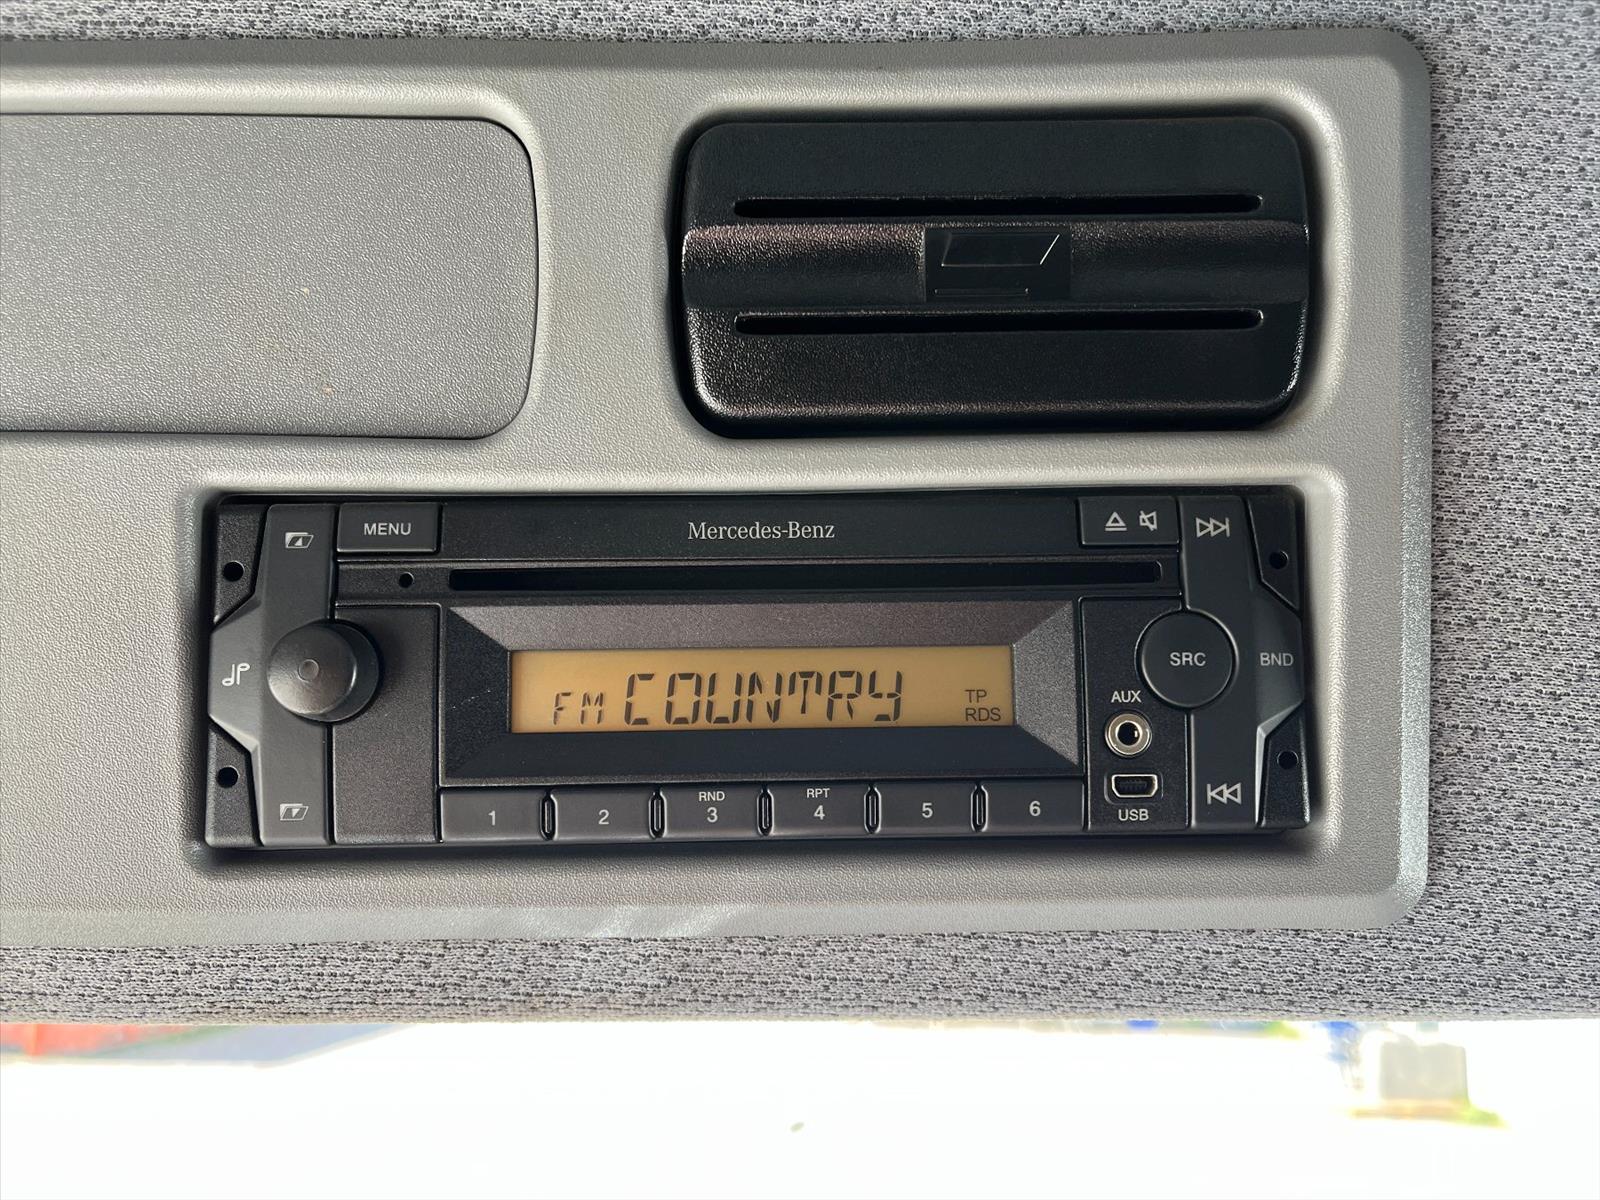 MENU
Mercedes-Benz
FM COUNTRY
TP
RDS
SRC
BND
AUX
USB
1
2
RND
3
RPT
4
5
6